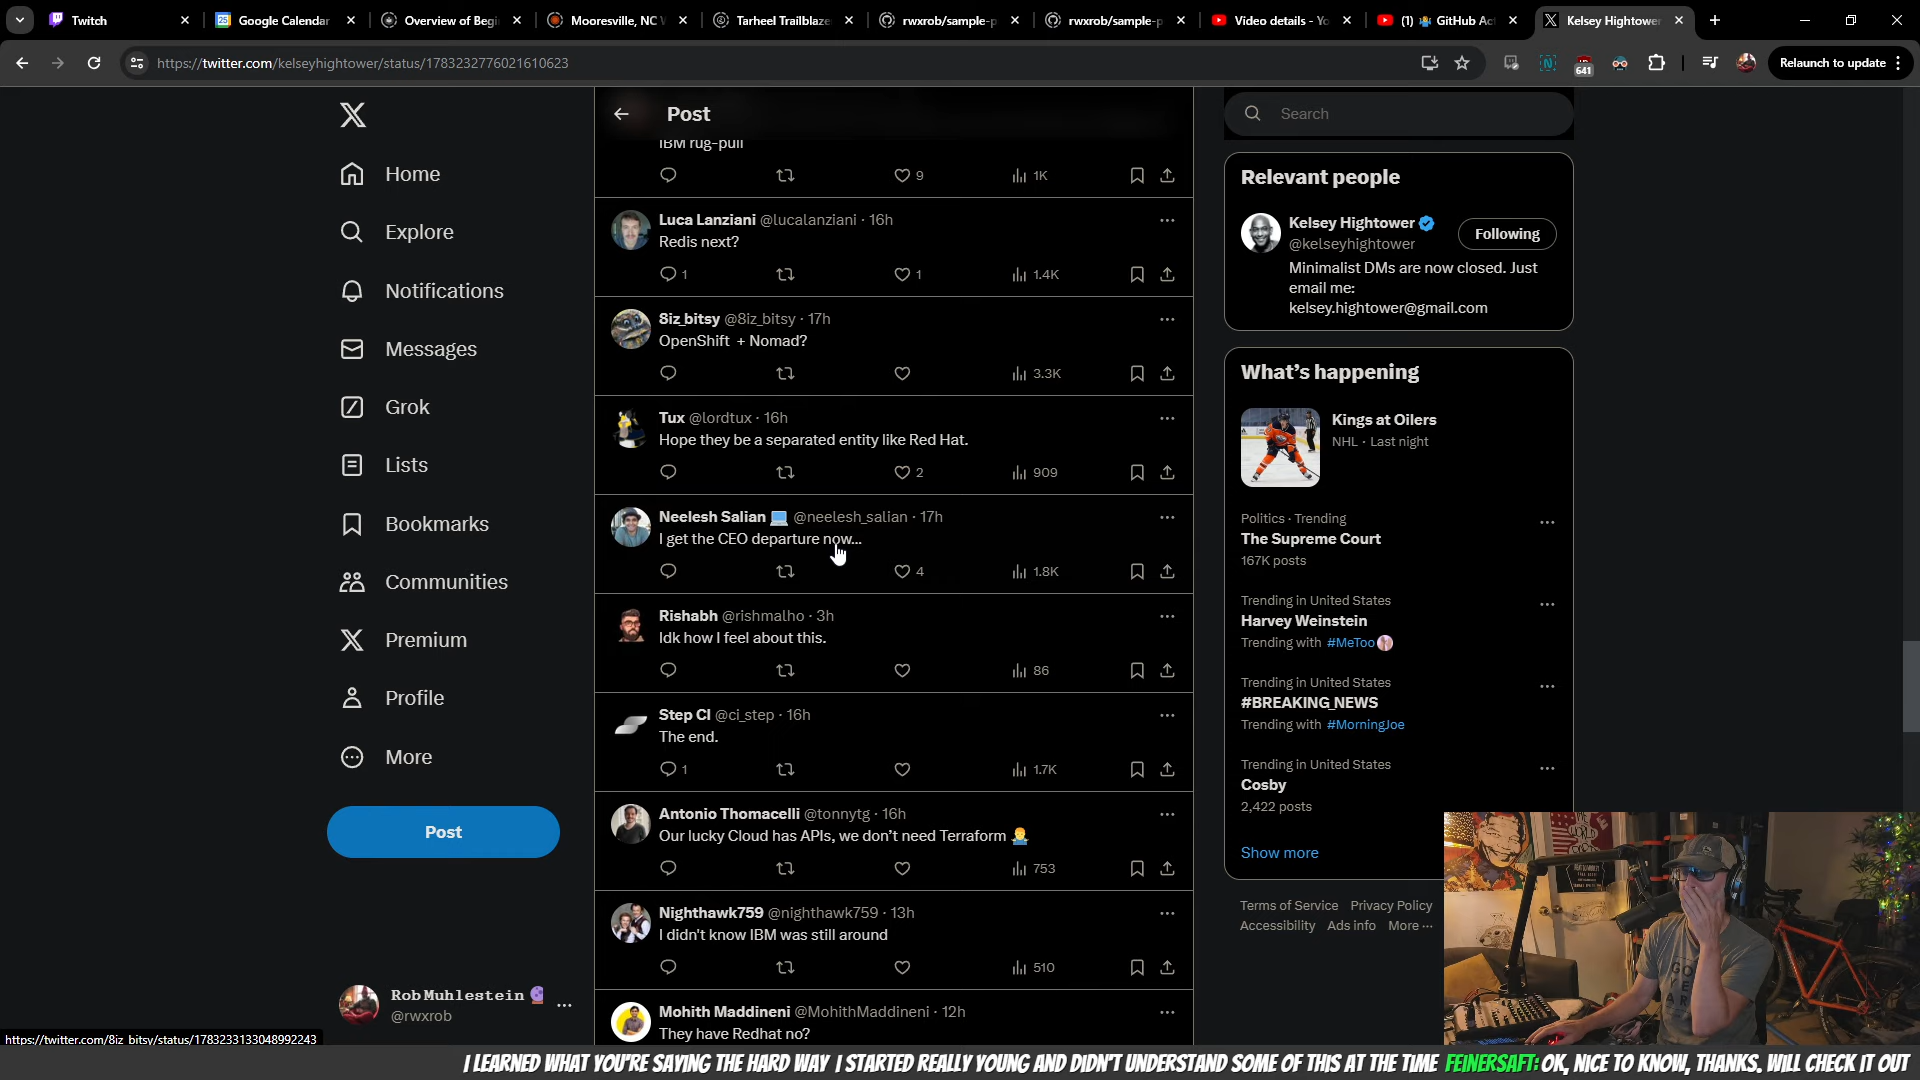 Twitch
Google Calendar
Overview of Begi
Mooresville, NC
Tarheel Trailblaze
rwxrob/sample-p
rwxrob/sample-p
Video details - Yo
(1) GitHub Ac
Kelsey Hightowe
https://twitter.com/kelseyhightower/status/1783232776021610623
641
Relaunch to update
Home
Explore
Notifications
Messages
Grok
Lists
Bookmarks
Communities
Premium
Profile
More
Post
Rob Muhlestein
@rwxrob
Post
IBM rug-pull
9
1K
Luca Lanziani @lucalanziani · 16h
Redis next?
1
1
1.4K
8iz_bitsy @8iz_bitsy · 17h
OpenShift + Nomad?
3.3K
Tux @lordtux · 16h
Hope they be a separated entity like Red Hat.
2
909
Neelesh Salian @neelesh_salian · 17h
I get the CEO departure now...
4
1.8K
Rishabh @rishmalho · 3h
Idk how I feel about this.
86
Step CI @ci_step · 16h
The end.
1
1.7K
Antonio Thomacelli @tonnytg · 16h
Our lucky Cloud has APIs, we don't need Terraform
753
Nighthawk759 @nighthawk759 · 13h
I didn't know IBM was still around
510
Mohith Maddineni @MohithMaddineni · 12h
They have Redhat no?
Search
Relevant people
Kelsey Hightower
@kelseyhightower
Following
Minimalist DMs are now closed. Just
email me:
kelsey.hightower@gmail.com
What's happening
Kings at Oilers
NHL · Last night
Politics · Trending
The Supreme Court
167K posts
Trending in United States
Harvey Weinstein
Trending with #MeToo
Trending in United States
#BREAKING_NEWS
Trending with #MorningJoe
Trending in United States
Cosby
2,422 posts
Show more
Terms of Service Privacy Policy
Accessibility Ads info More ...
https://twitter.com/8iz_bitsy/status/1783233133048992243
I LEARNED WHAT YOU'RE SAYING THE HARD WAY I STARTED REALLY YOUNG AND DIDN'T UNDERSTAND SOME OF THIS AT THE TIME FEINERSAFT: OK, NICE TO KNOW, THANKS. WILL CHECK IT OUT